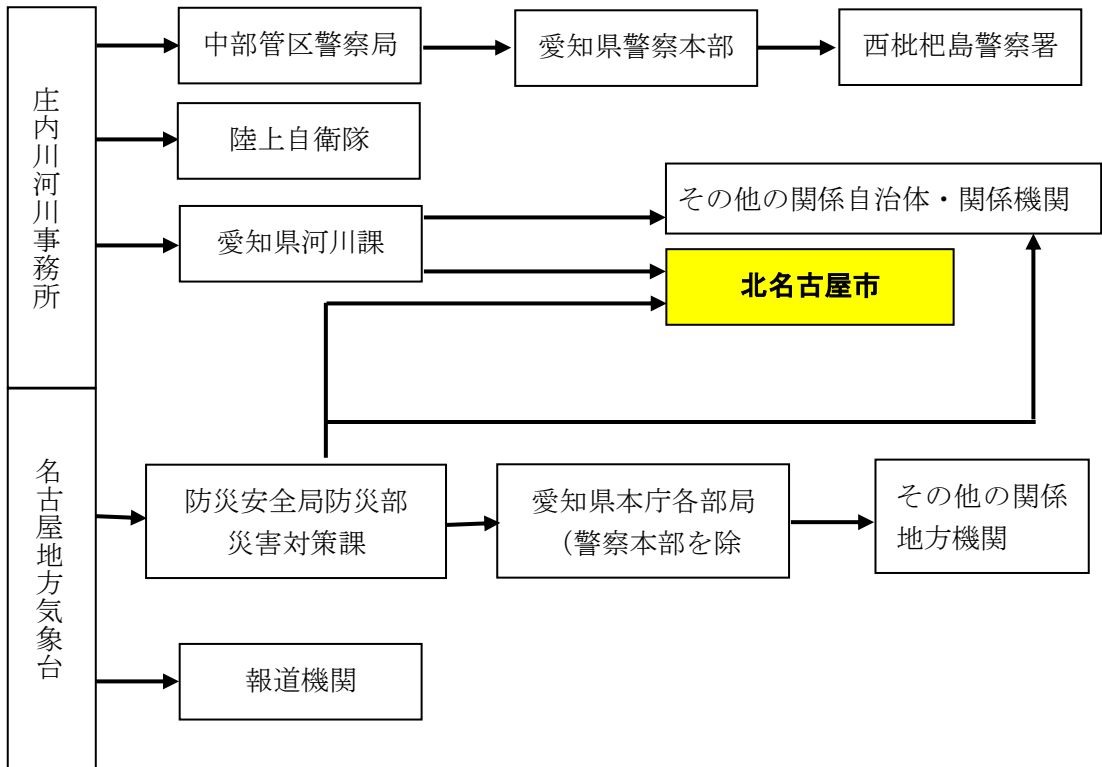 庄内川河川事務所
中部管区警察局
愛知県警察本部
西枇杷島警察署
陸上自衛隊
愛知県河川課
その他の関係自治体・関係機関
北名古屋市
名古屋地方気象台
防災安全局防災部
災害対策課
愛知県本庁各部局
（警察本部を除
その他の関係
地方機関
報道機関